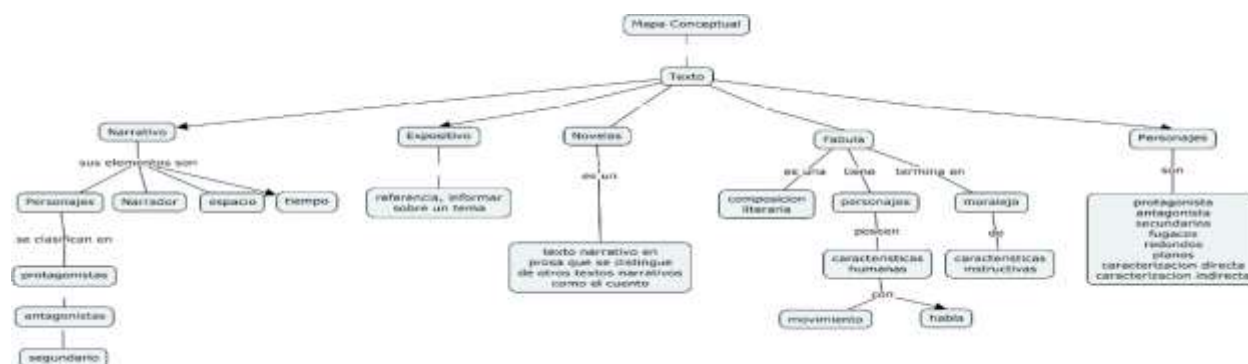 Mapa Conceptual
Texto
Narrativo
Expositivo
Novelas
Fabula
Personajes
sus elementos son
es un
es una
tiene
termina en
son
Personajes
Narrador
espacio
tiempo
referencia, informar
sobre un tema
composicion
literaria
personajes
moraleja
protagonista
antagonista
secundarios
fugaces
redondos
planos
caracterizacion directa
caracterizacion indirecta
se clasifican en
poseen
de
protagonistas
texto narrativo en
prosa que se distingue
de otros textos narrativos
como el cuento
caracteristicas
humanas
caracteristicas
instructivas
con
antagonistas
movimiento
habla
segundario